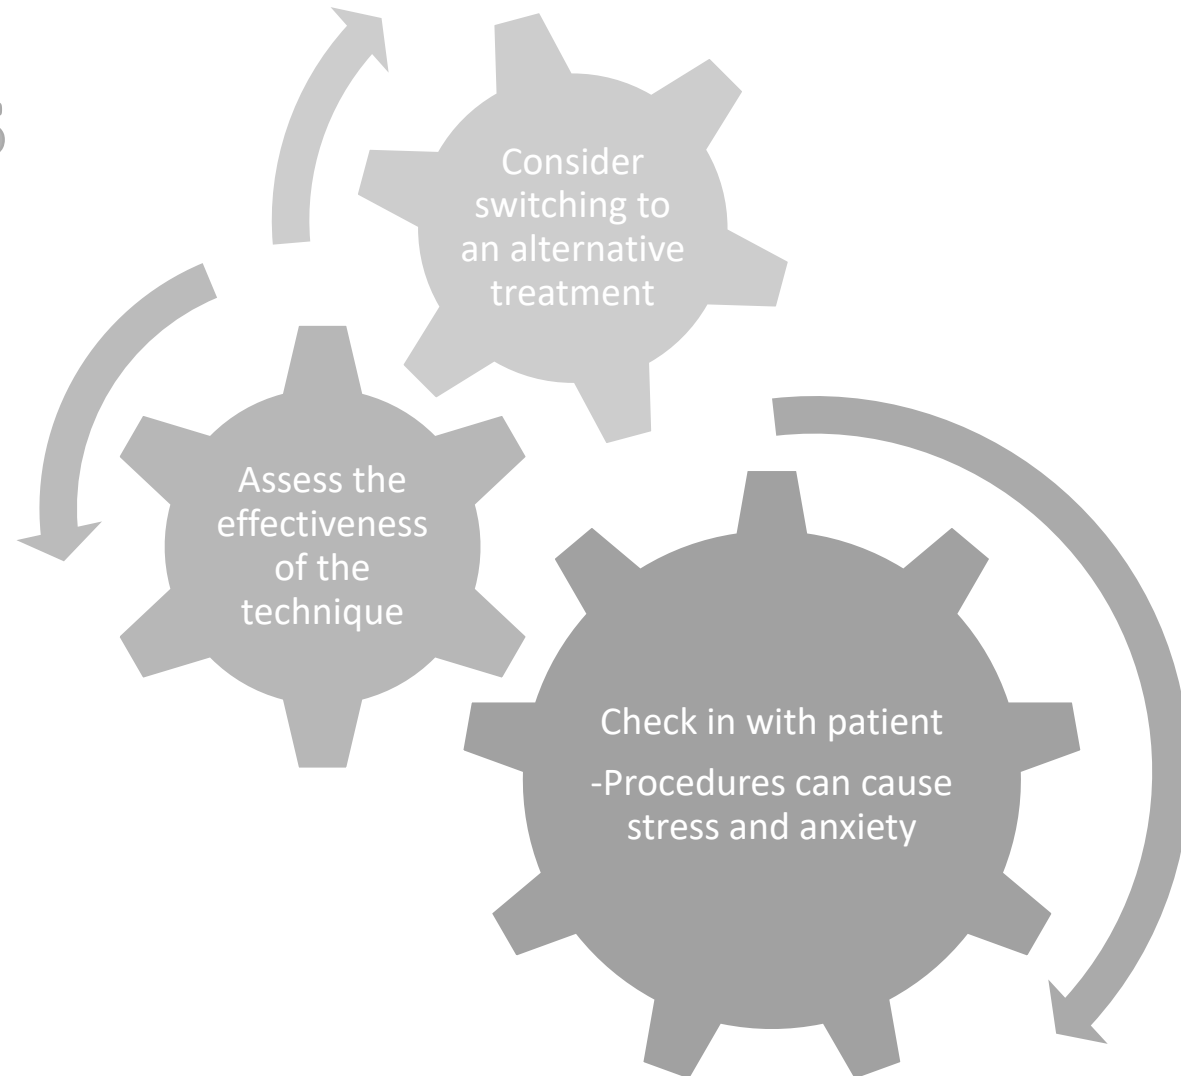 Consider
switching to
an alternative
treatment
Assess the
effectiveness
of the
technique
Check in with patient
-Procedures can cause
stress and anxiety